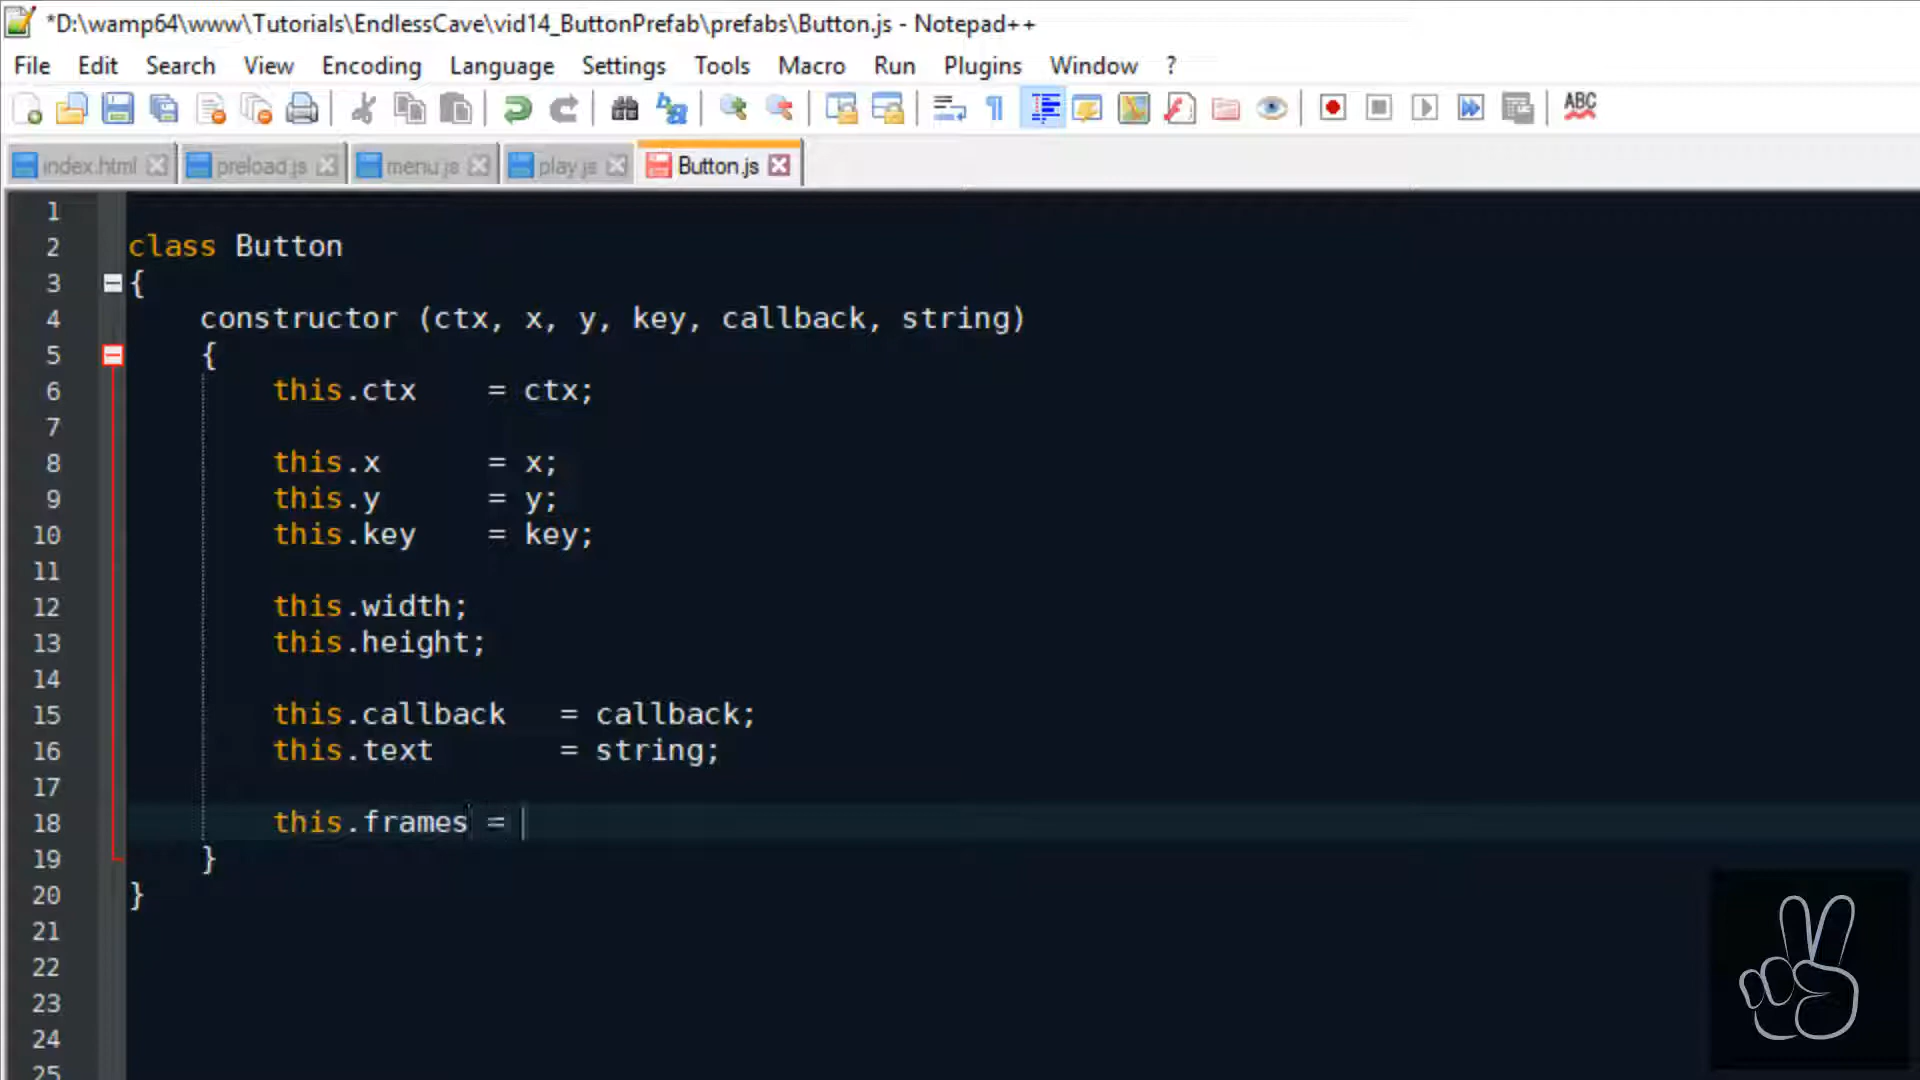 *D:\wamp64\www\Tutorials\EndlessCave\vid14_ButtonPrefab\prefabs\Button.js - Notepad++
File Edit Search View Encoding Language Settings Tools Macro Run Plugins Window ?
ABC
index.html preload.js menu.js play.js Button.js
1
2 class Button
3 {
4 constructor (ctx, x, y, key, callback, string)
5 {
6 this.ctx = ctx;
7
8 this.x = x;
9 this.y = y;
10 this.key = key;
11
12 this.width;
13 this.height;
14
15 this.callback = callback;
16 this.text = string;
17
18 this.frames =
19 }
20 }
21
22
23
24
25